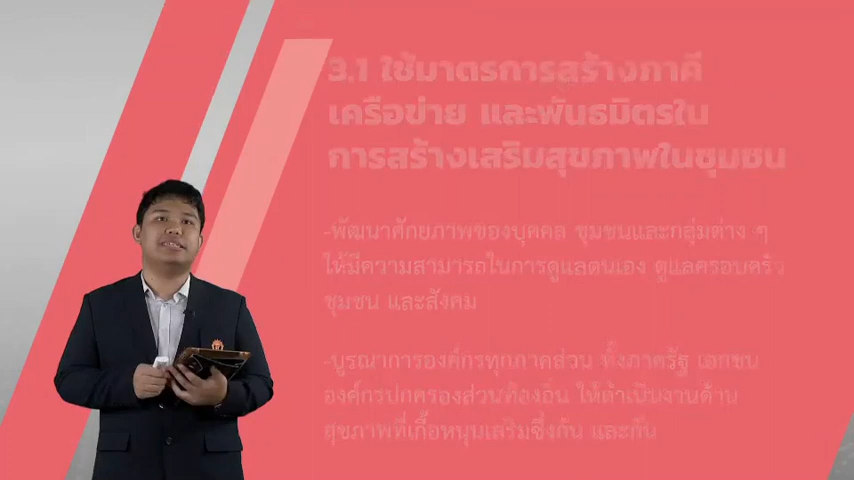 3.1 ใช้มาตรการสร้างภาคี
เครือข่าย และพันธมิตรใน
การสร้างเสริมสุขภาพในชุมชน
-พัฒนาศักยภาพของบุคคล ชุมชนและกลุ่มต่าง ๆ
ให้มีความสามารถในการดูแลตนเอง ดูแลครอบครัว
ชุมชน และสังคม
-บูรณาการองค์กรทุกภาคส่วน ทั้งภาครัฐ เอกชน
องค์กรปกครองส่วนท้องถิ่น ให้ดำเนินงานด้าน
สุขภาพที่เกื้อหนุนเสริมซึ่งกัน และกัน